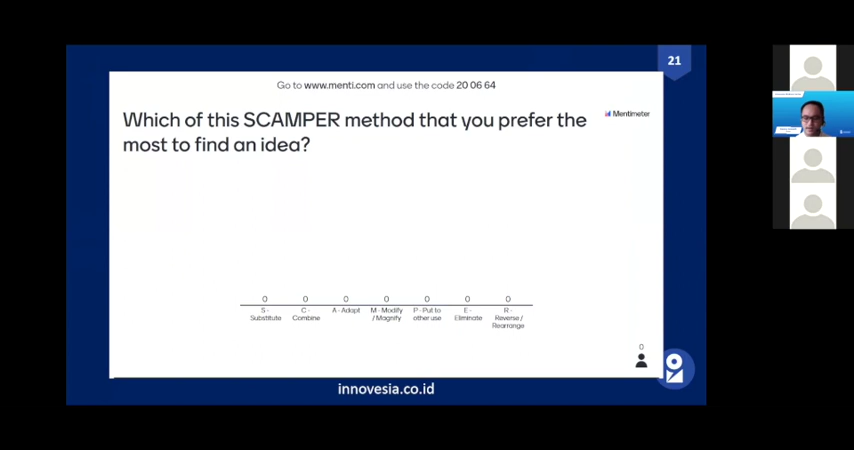 21
Go to www.menti.com and use the code 20 06 64
Which of this SCAMPER method that you prefer the
most to find an idea?
Mentimeter
0 0 0 0 0 0 0
S - Substitute
C - Combine
A - Adapt
M - Modify / Magnify
P - Put to other use
E - Eliminate
R - Reverse / Rearrange
0
innovesia.co.id